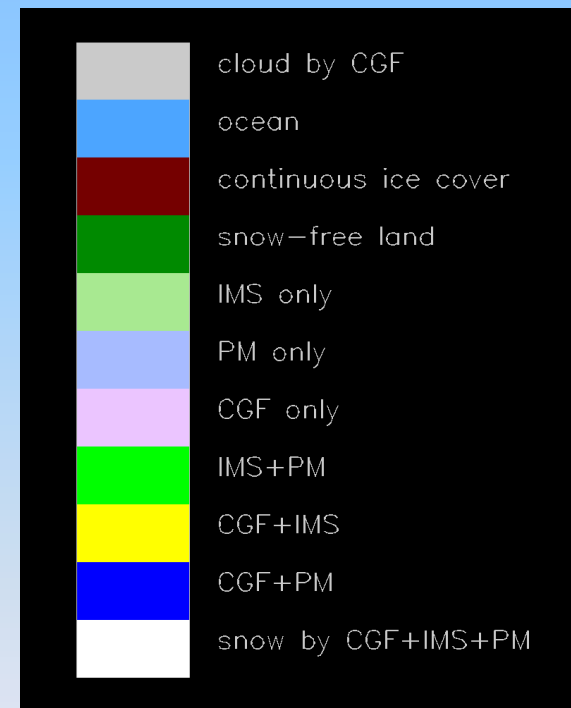 cloud by CGF
ocean
continuous ice cover
snow-free land
IMS only
PM only
CGF only
IMS+PM
CGF+IMS
CGF+PM
snow by CGF+IMS+PM